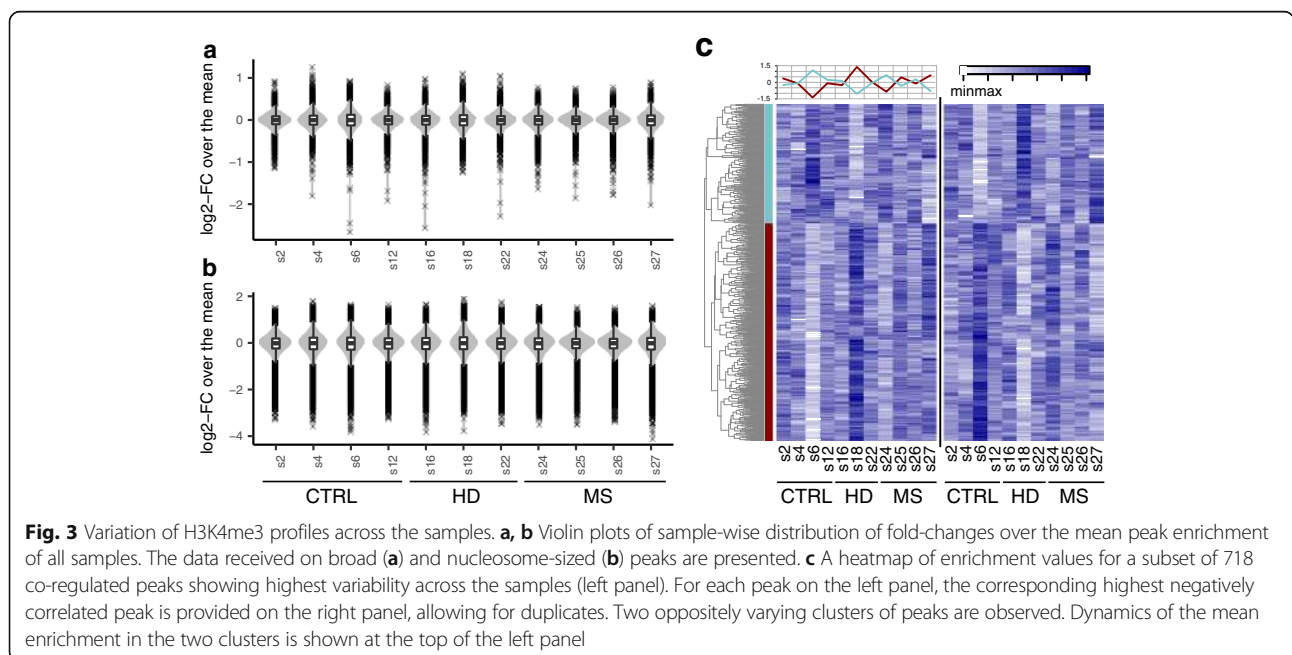 a
log2−FC over the mean
1
0
−1
−2
s2 s4 s6 s12 s16 s18 s22 s24 s25 s26 s27
b
log2−FC over the mean
2
0
−2
−4
s2 s4 s6 s12 s16 s18 s22 s24 s25 s26 s27
CTRL HD MS
c
1.5
0
-1.5
minmax
s2 s4 s6 s12 s16 s18 s22 s24 s25 s26 s27 s2 s4 s6 s12 s16 s18 s22 s24 s25 s26 s27
CTRL HD MS CTRL HD MS
Fig. 3 Variation of H3K4me3 profiles across the samples. a, b Violin plots of sample-wise distribution of fold-changes over the mean peak enrichment
of all samples. The data received on broad (a) and nucleosome-sized (b) peaks are presented. c A heatmap of enrichment values for a subset of 718
co-regulated peaks showing highest variability across the samples (left panel). For each peak on the left panel, the corresponding highest negatively
correlated peak is provided on the right panel, allowing for duplicates. Two oppositely varying clusters of peaks are observed. Dynamics of the mean
enrichment in the two clusters is shown at the top of the left panel